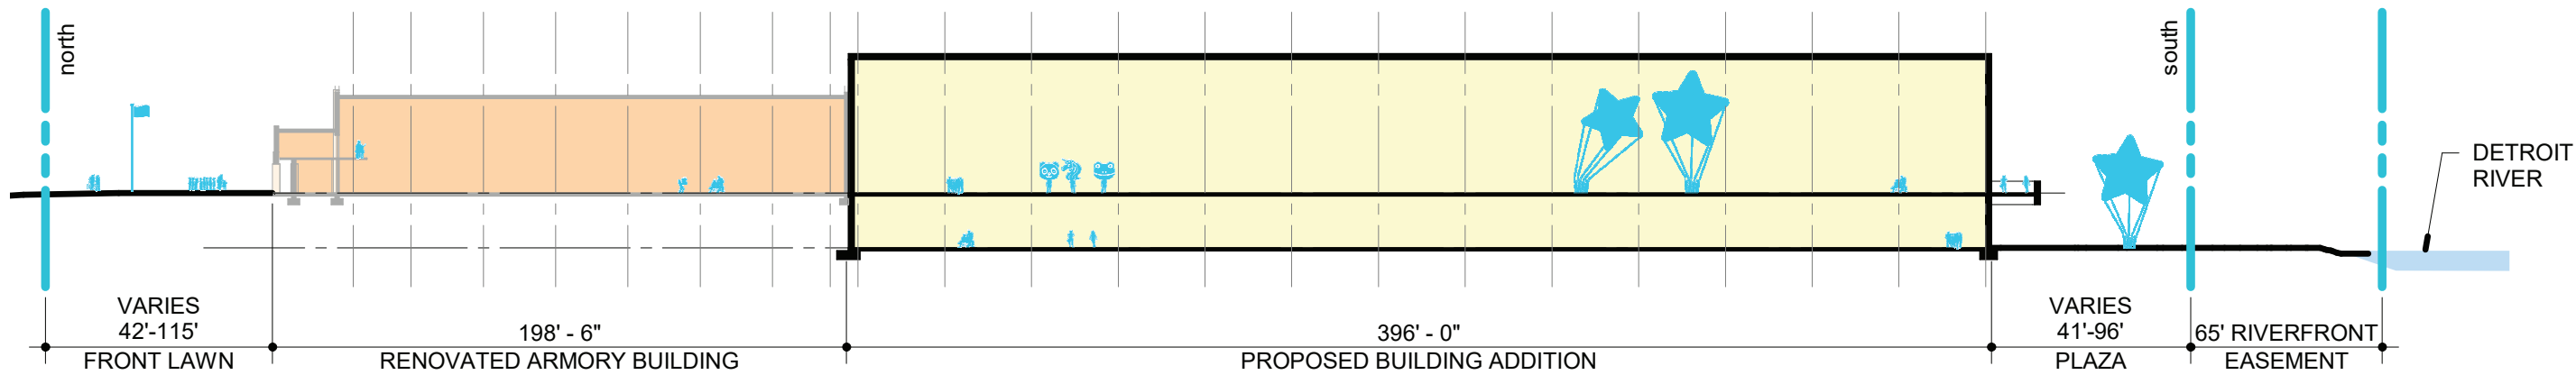 north
south
DETROIT
RIVER
VARIES
42'-115'
FRONT LAWN
198' - 6"
RENOVATED ARMORY BUILDING
396' - 0"
PROPOSED BUILDING ADDITION
VARIES
41'-96'
PLAZA
65' RIVERFRONT
EASEMENT